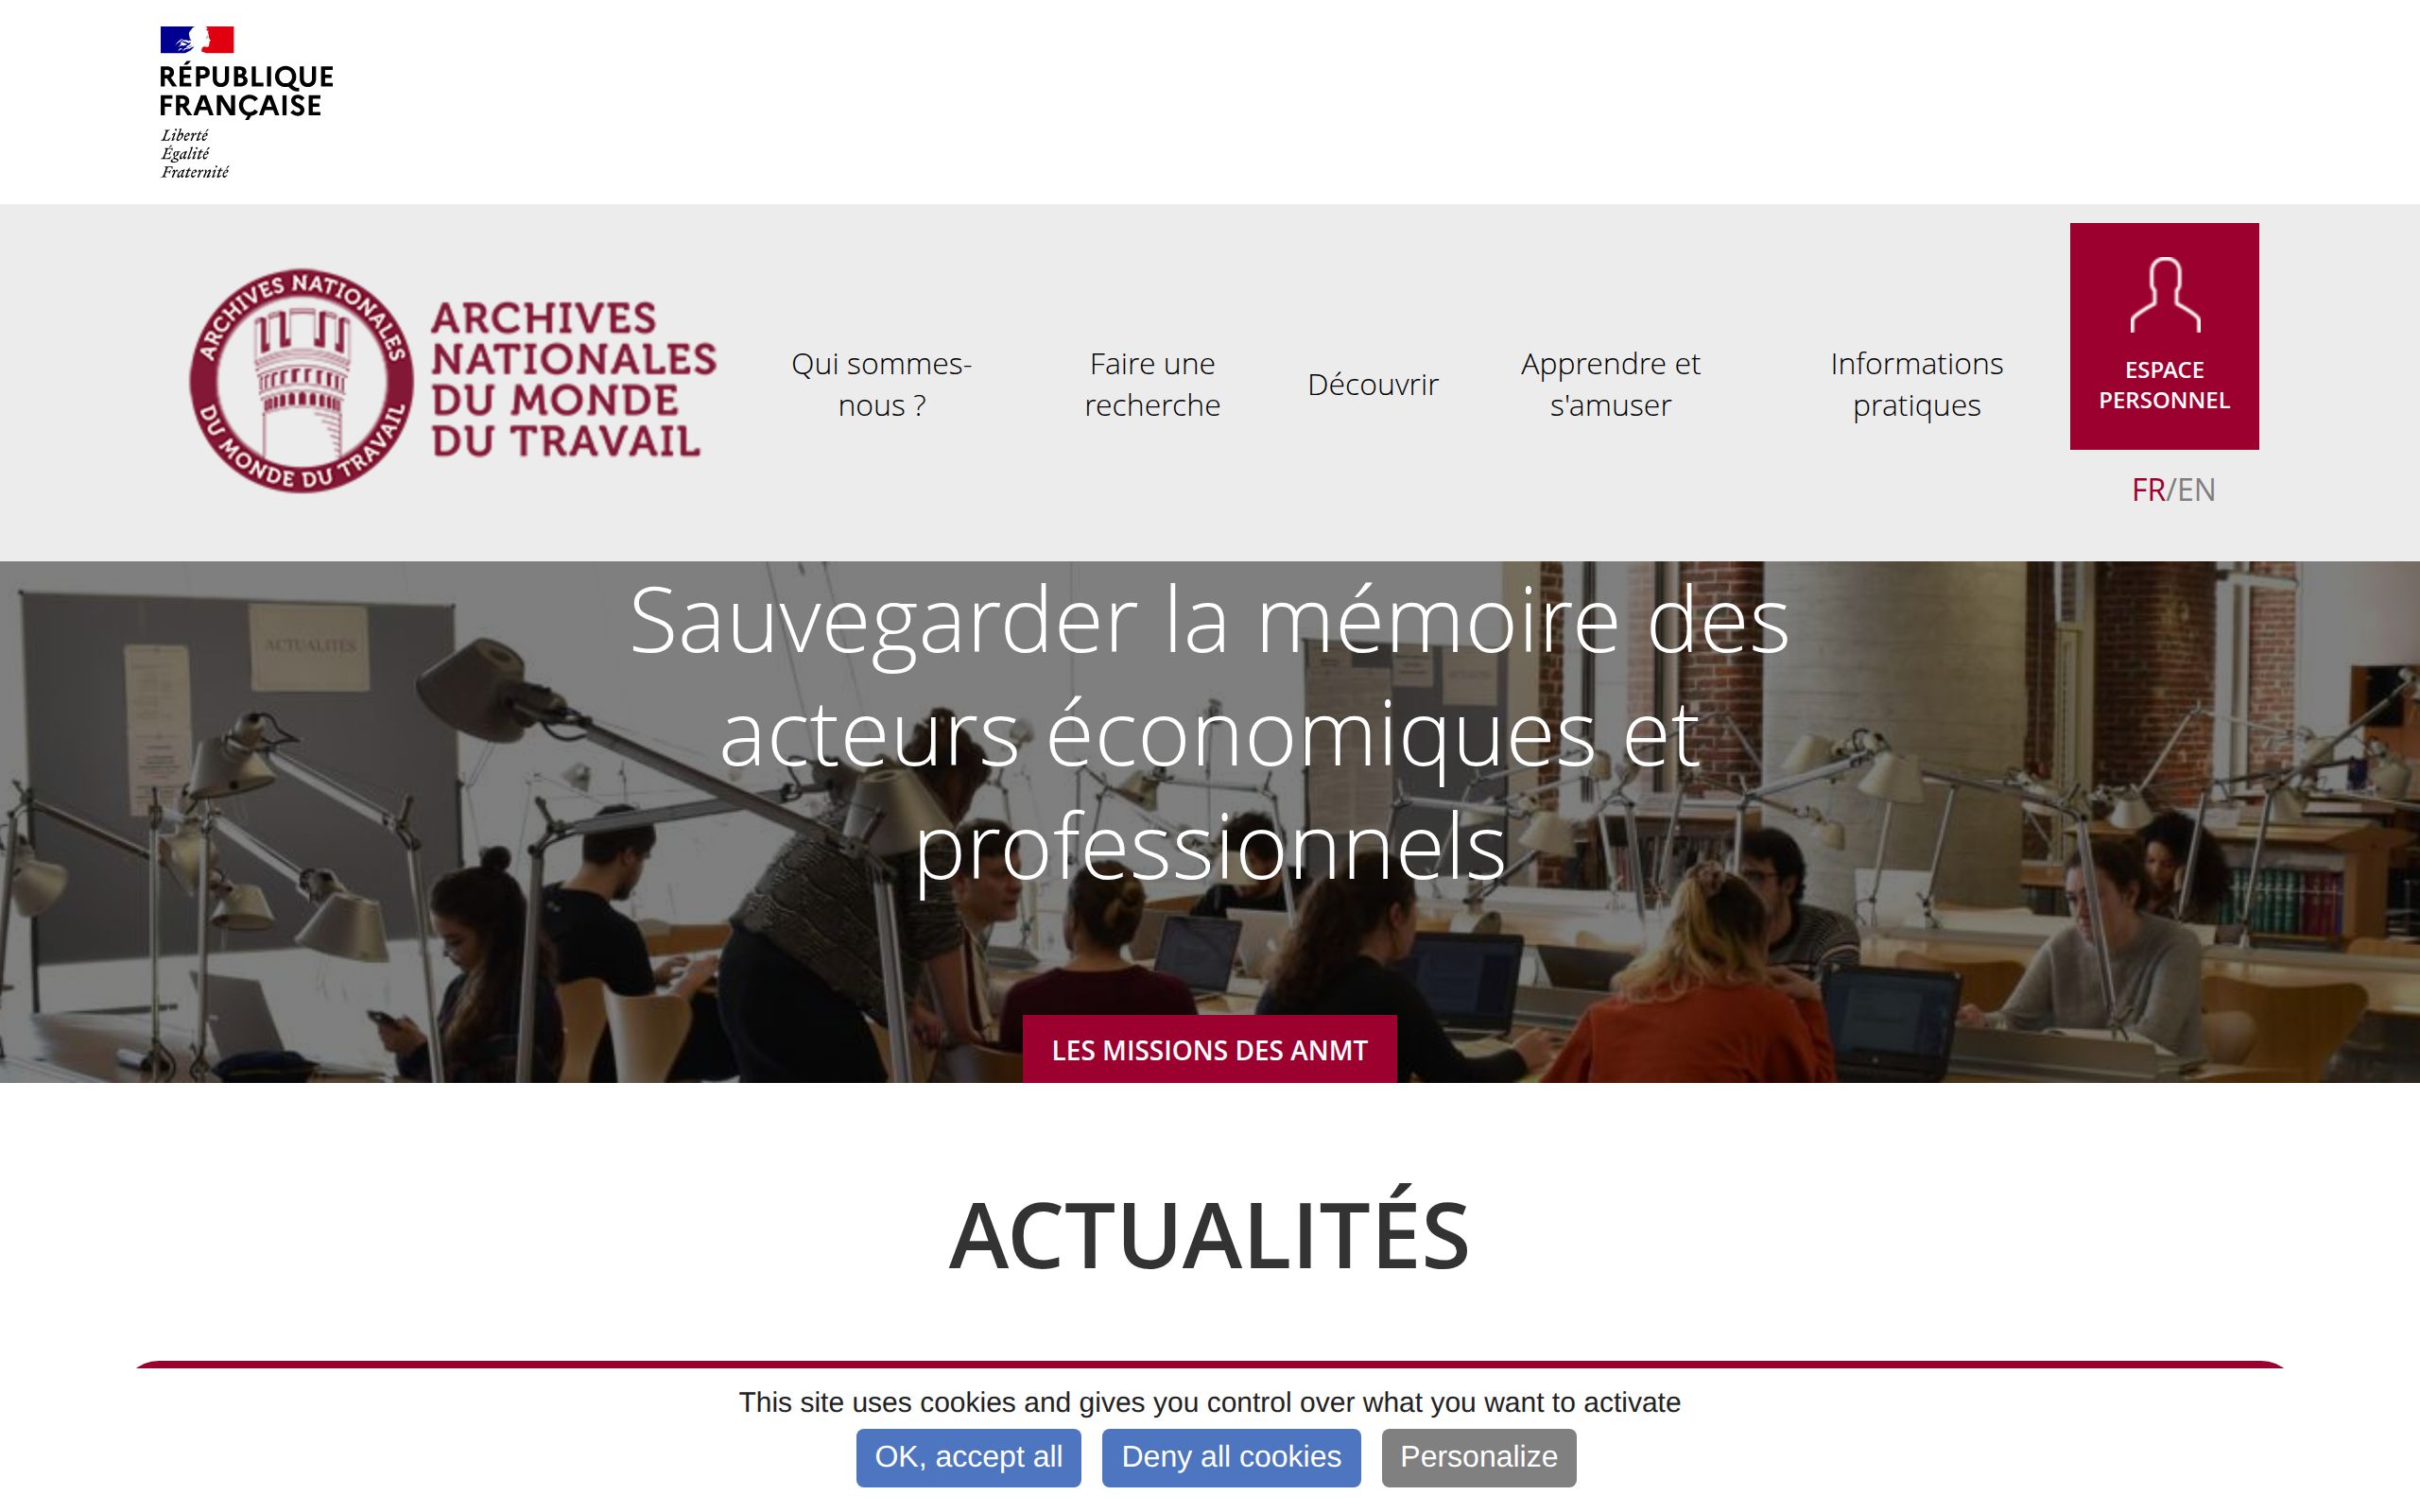 RÉPUBLIQUE
FRANÇAISE
Liberté
Égalité
Fraternité
ARCHIVES NATIONALES
DU MONDE DU TRAVAIL
ARCHIVES
NATIONALES
DU MONDE
DU TRAVAIL
Qui sommes-
nous ?
Faire une
recherche
Découvrir
Apprendre et
s'amuser
Informations
pratiques
ESPACE
PERSONNEL
FR/EN
ACTUALITÉS
Sauvegarder la mémoire des
acteurs économiques et
professionnels
LES MISSIONS DES ANMT
ACTUALITÉS
This site uses cookies and gives you control over what you want to activate
OK, accept all
Deny all cookies
Personalize